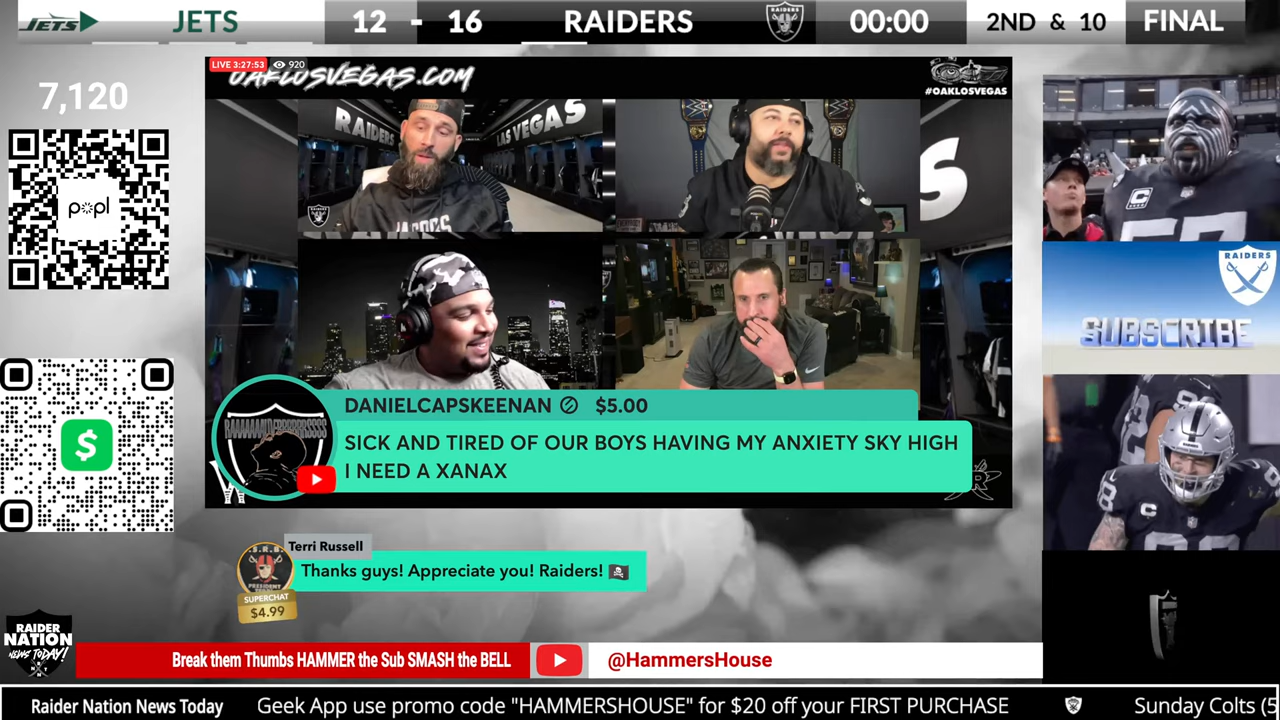 JETS JETS 12 - 16 RAIDERS 00:00 2ND & 10 FINAL
LIVE 3:27:53 920
OAKLOSVEGAS.COM
#OAKLOSVEGAS
7,120
popl
RAIDERS
LAS VEGAS
S
C
RAIDERS
SUBSCRIBE
$
DANIELCAPSKEENAN $5.00
SICK AND TIRED OF OUR BOYS HAVING MY ANXIETY SKY HIGH
I NEED A XANAX
C
Terri Russell
Thanks guys! Appreciate you! Raiders!
PRESIDENT
SUPERCHAT
$4.99
RAIDER
NATION
NEWS TODAY!
Break them Thumbs HAMMER the Sub SMASH the BELL
@HammersHouse
Raider Nation News Today Geek App use promo code "HAMMERSHOUSE" for $20 off your FIRST PURCHASE Sunday Colts (5